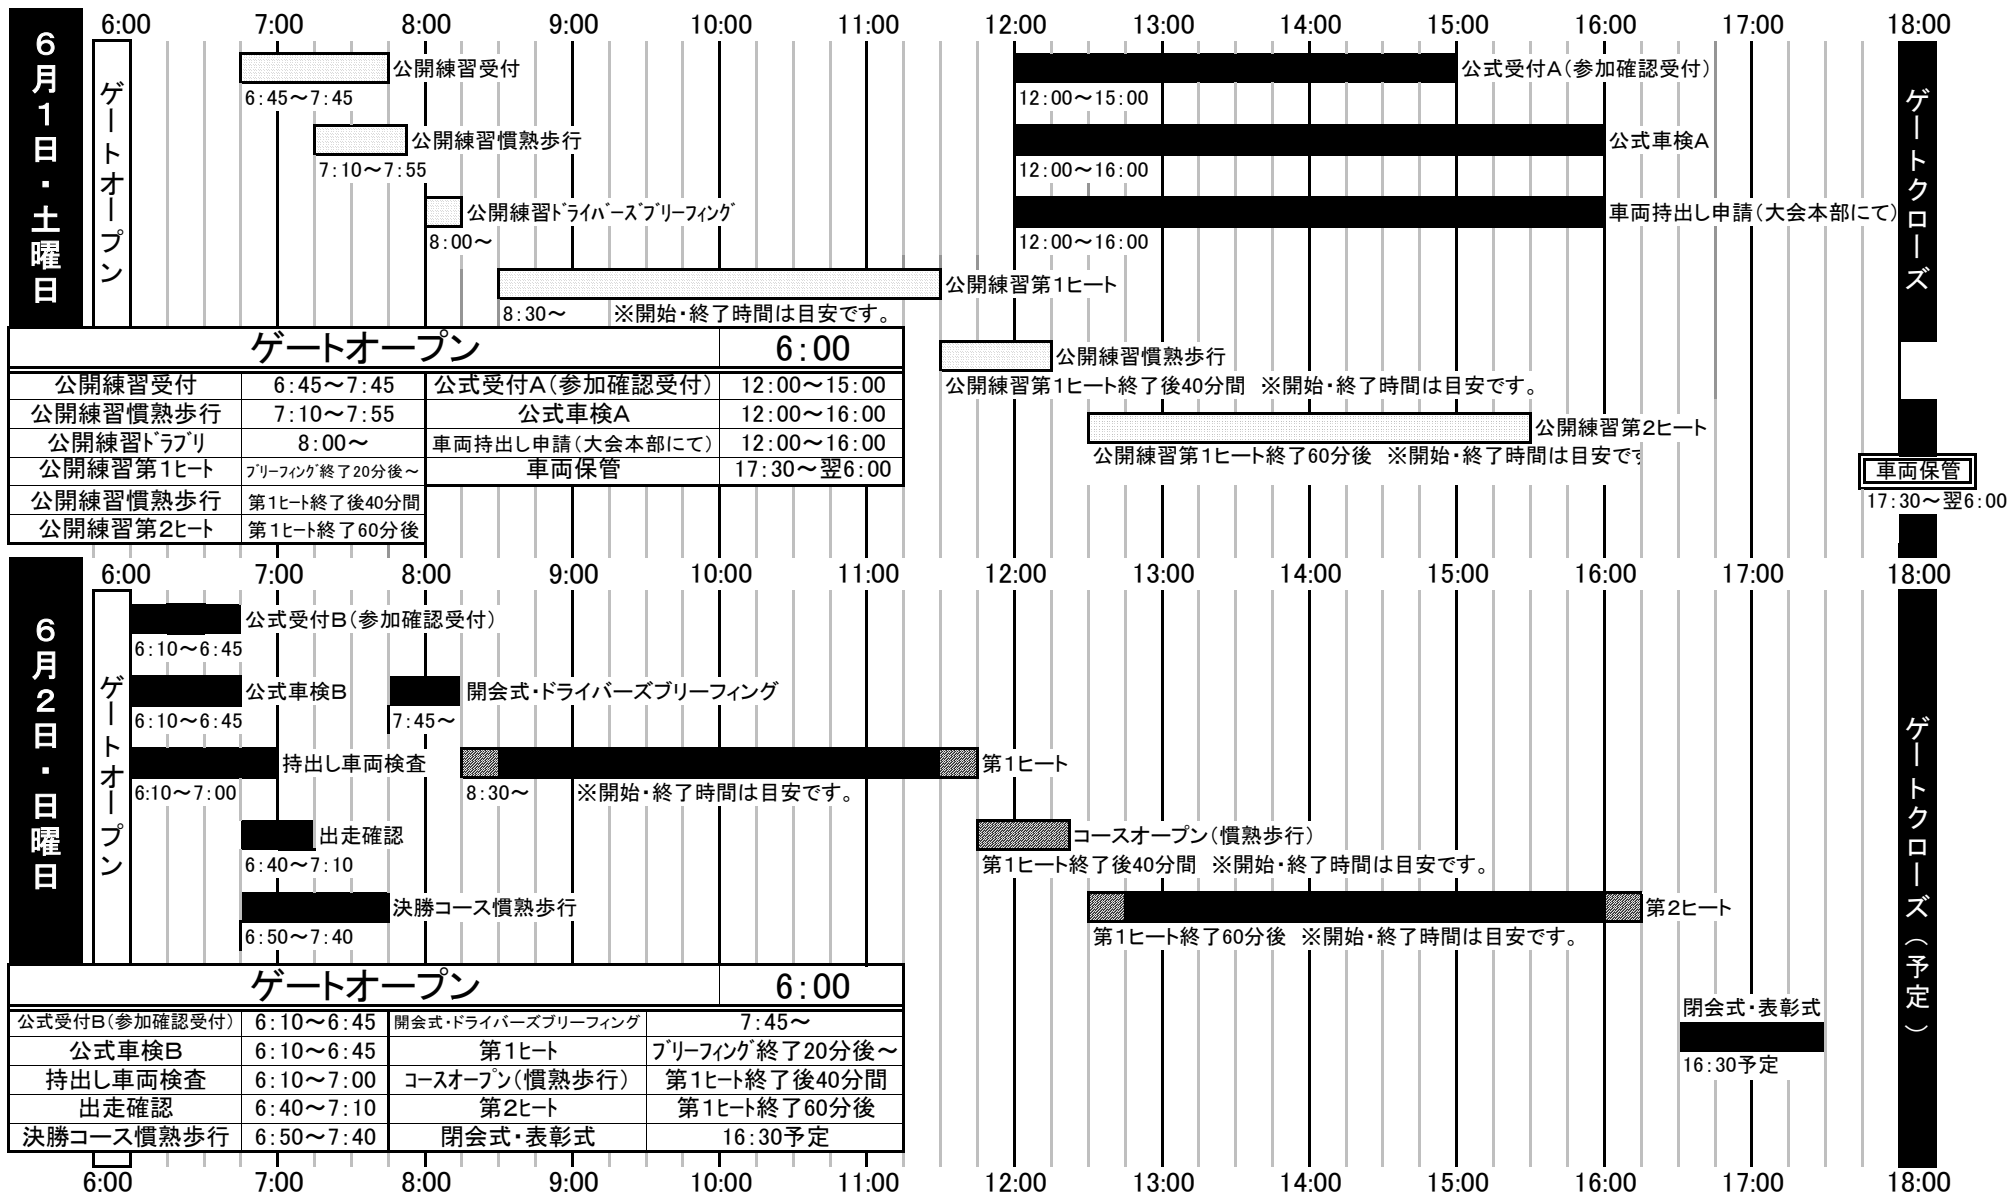 6:00 7:00 8:00 9:00 10:00 11:00 12:00 13:00 14:00 15:00 16:00 17:00 18:00
6月1日・土曜日
ゲートオープン
ゲートクローズ
公開練習受付
6:45～7:45
公式受付A(参加確認受付)
12:00～15:00
公開練習慣熟歩行
7:10～7:55
公式車検A
12:00～16:00
公開練習ﾄﾞﾗｲﾊﾞｰｽﾞﾌﾞﾘｰﾌｨﾝｸﾞ
8:00～
車両持出し申請(大会本部にて)
12:00～16:00
公開練習第1ヒート
8:30～ ※開始・終了時間は目安です。
公開練習慣熟歩行
公開練習第1ヒート終了後40分間 ※開始・終了時間は目安です。
公開練習第2ヒート
公開練習第1ヒート終了60分後 ※開始・終了時間は目安です
車両保管
17:30～翌6:00
ゲートオープン 6:00
公開練習受付 6:45～7:45 公式受付A(参加確認受付) 12:00～15:00
公開練習慣熟歩行 7:10～7:55 公式車検A 12:00～16:00
公開練習ﾄﾞﾗﾌﾞﾘ 8:00～ 車両持出し申請(大会本部にて) 12:00～16:00
公開練習第1ヒート ﾌﾞﾘｰﾌｨﾝｸﾞ終了20分後～ 車両保管 17:30～翌6:00
公開練習慣熟歩行 第1ヒート終了後40分間
公開練習第2ヒート 第1ヒート終了60分後
6:00 7:00 8:00 9:00 10:00 11:00 12:00 13:00 14:00 15:00 16:00 17:00 18:00
6月2日・日曜日
ゲートオープン
ゲートクローズ(予定)
公式受付B(参加確認受付)
6:10～6:45
公式車検B
6:10～6:45
開会式・ドライバーズブリーフィング
7:45～
持出し車両検査
6:10～7:00
第1ヒート
8:30～ ※開始・終了時間は目安です。
出走確認
6:40～7:10
コースオープン(慣熟歩行)
第1ヒート終了後40分間 ※開始・終了時間は目安です。
決勝コース慣熟歩行
6:50～7:40
第2ヒート
第1ヒート終了60分後 ※開始・終了時間は目安です。
閉会式・表彰式
16:30予定
ゲートオープン 6:00
公式受付B(参加確認受付) 6:10～6:45 開会式・ドライバーズブリーフィング 7:45～
公式車検B 6:10～6:45 第1ヒート ﾌﾞﾘｰﾌｨﾝｸﾞ終了20分後～
持出し車両検査 6:10～7:00 コースオープン(慣熟歩行) 第1ヒート終了後40分間
出走確認 6:40～7:10 第2ヒート 第1ヒート終了60分後
決勝コース慣熟歩行 6:50～7:40 閉会式・表彰式 16:30予定
6:00 7:00 8:00 9:00 10:00 11:00 12:00 13:00 14:00 15:00 16:00 17:00 18:00